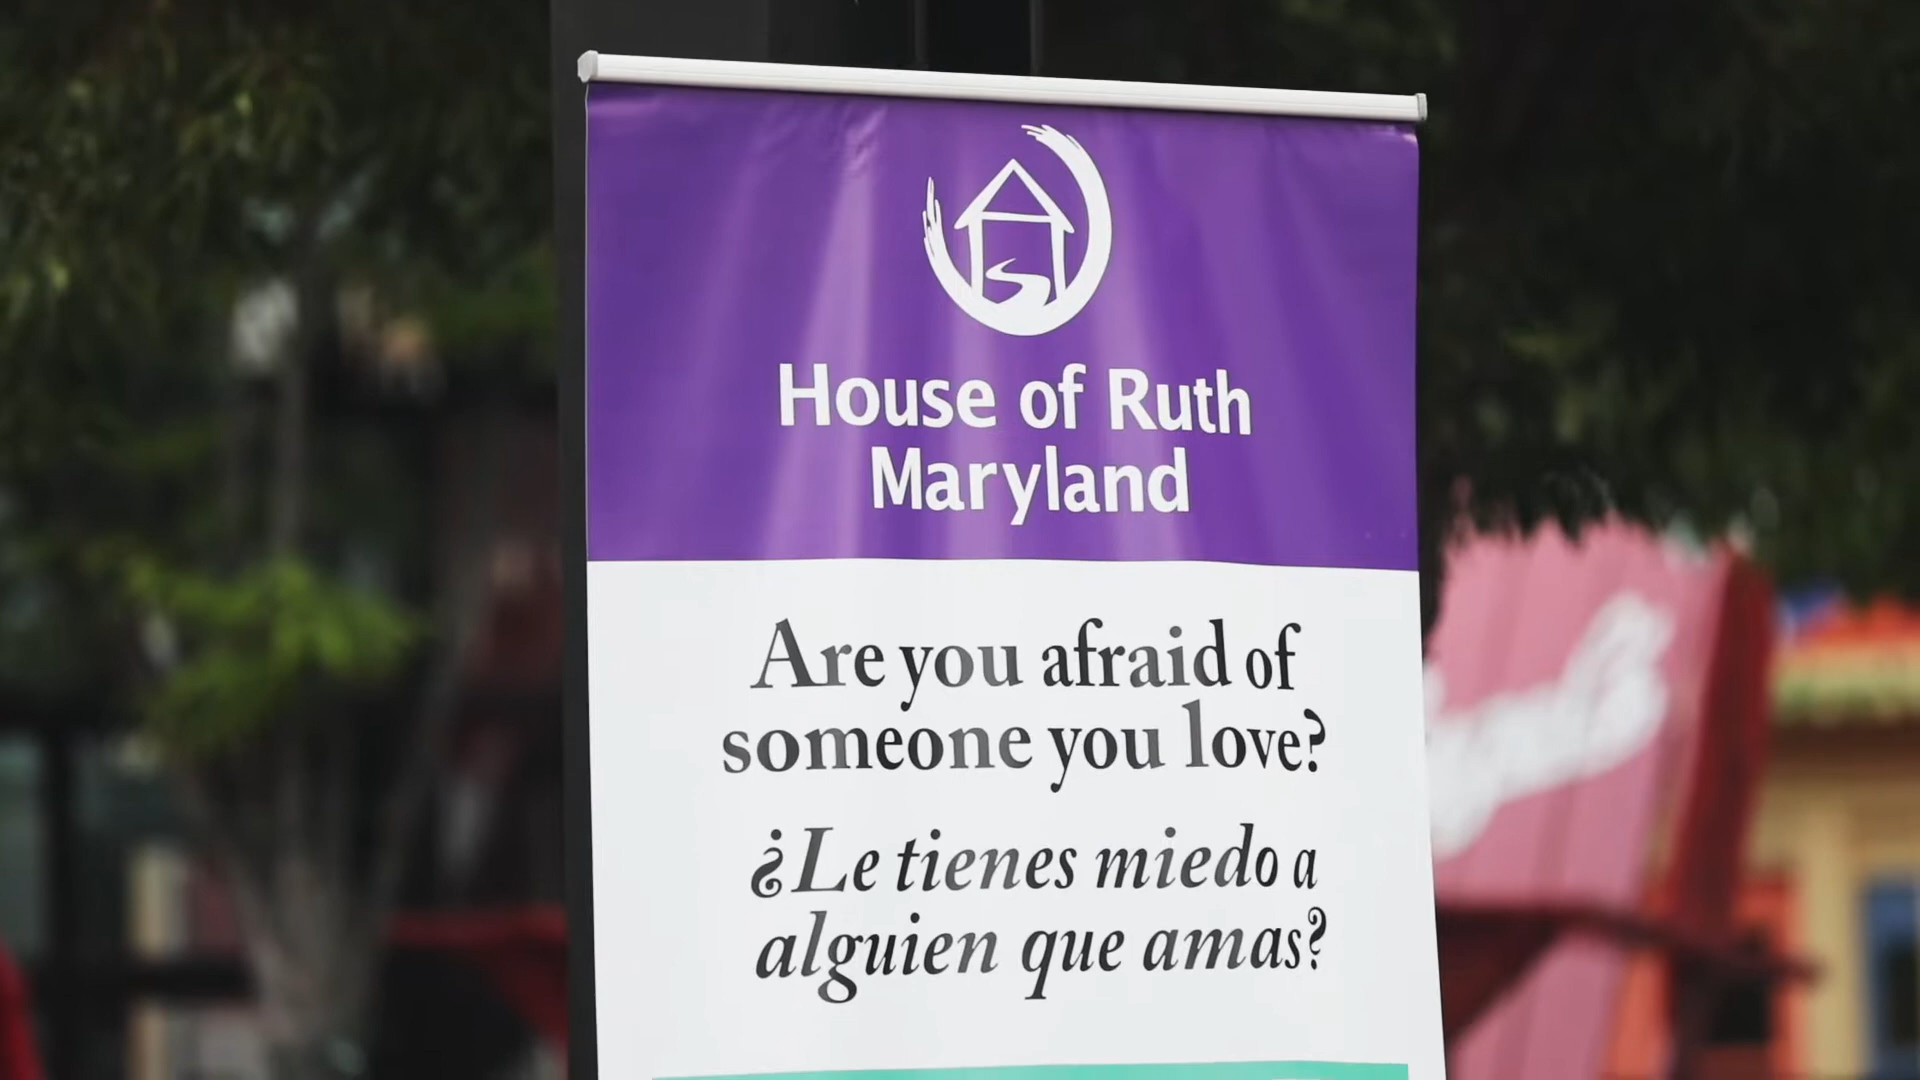 House of Ruth
Maryland
Are you afraid of
someone you love?
¿Le tienes miedo a
alguien que amas?